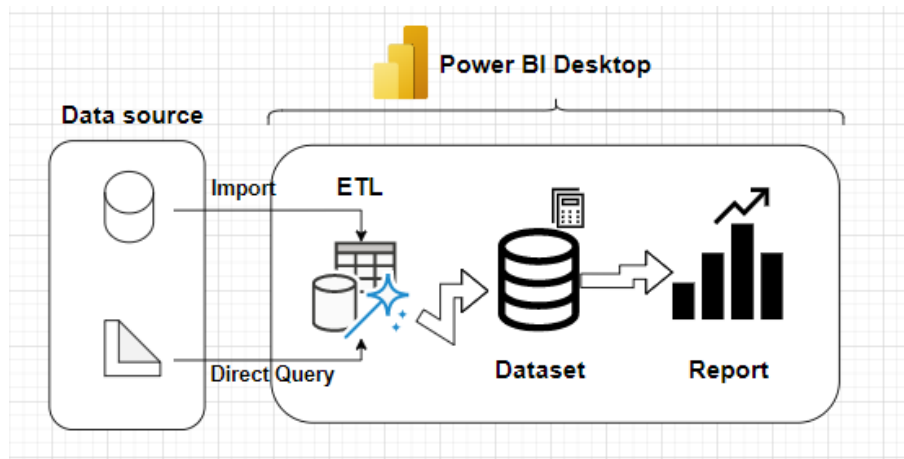 Power BI Desktop
Data source
Import
ETL
Direct Query
Dataset
Report